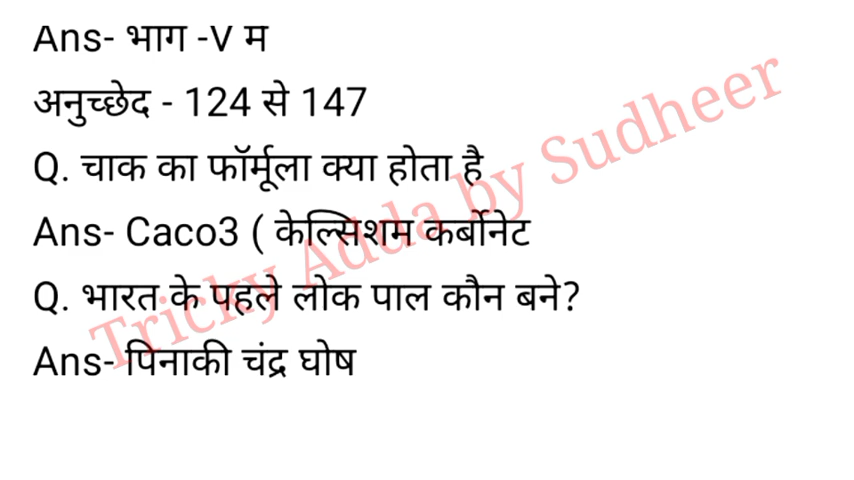 Ans- भाग -V म
अनुच्छेद - 124 से 147
Q. चाक का फॉर्मूला क्या होता है
Ans- Caco3 ( केल्सिशम कर्बोनेट
Q. भारत के पहले लोक पाल कौन बने?
Ans- पिनाकी चंद्र घोष
Tricky Adda by Sudheer